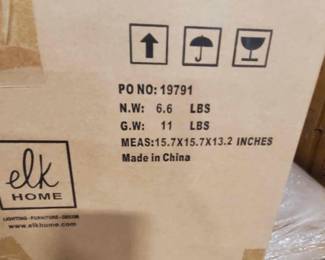 PO NO: 19791
N.W: 6.6 LBS
G.W: 11 LBS
MEAS:15.7X15.7X13.2 INCHES
Made in China
elk
HOME
LIGHTING·FURNITURE·DECOR
www.elkhome.com